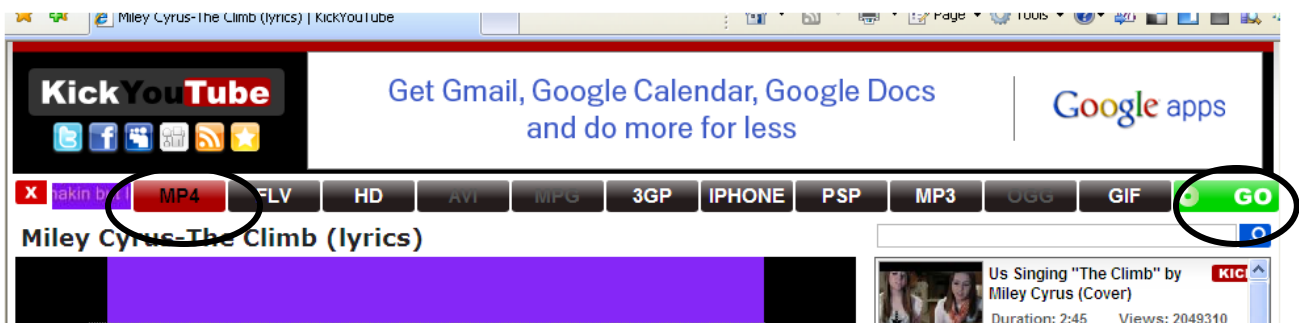 Miley Cyrus-The Climb (lyrics) | KickYouTube
Page Tools
KickYouTube
Get Gmail, Google Calendar, Google Docs
and do more for less
Google apps
X nakin but I MP4 FLV HD AVI MPG 3GP IPHONE PSP MP3 OGG GIF GO
Miley Cyrus-The Climb (lyrics)
Us Singing "The Climb" by
Miley Cyrus (Cover)
Duration: 2:45 Views: 2049310